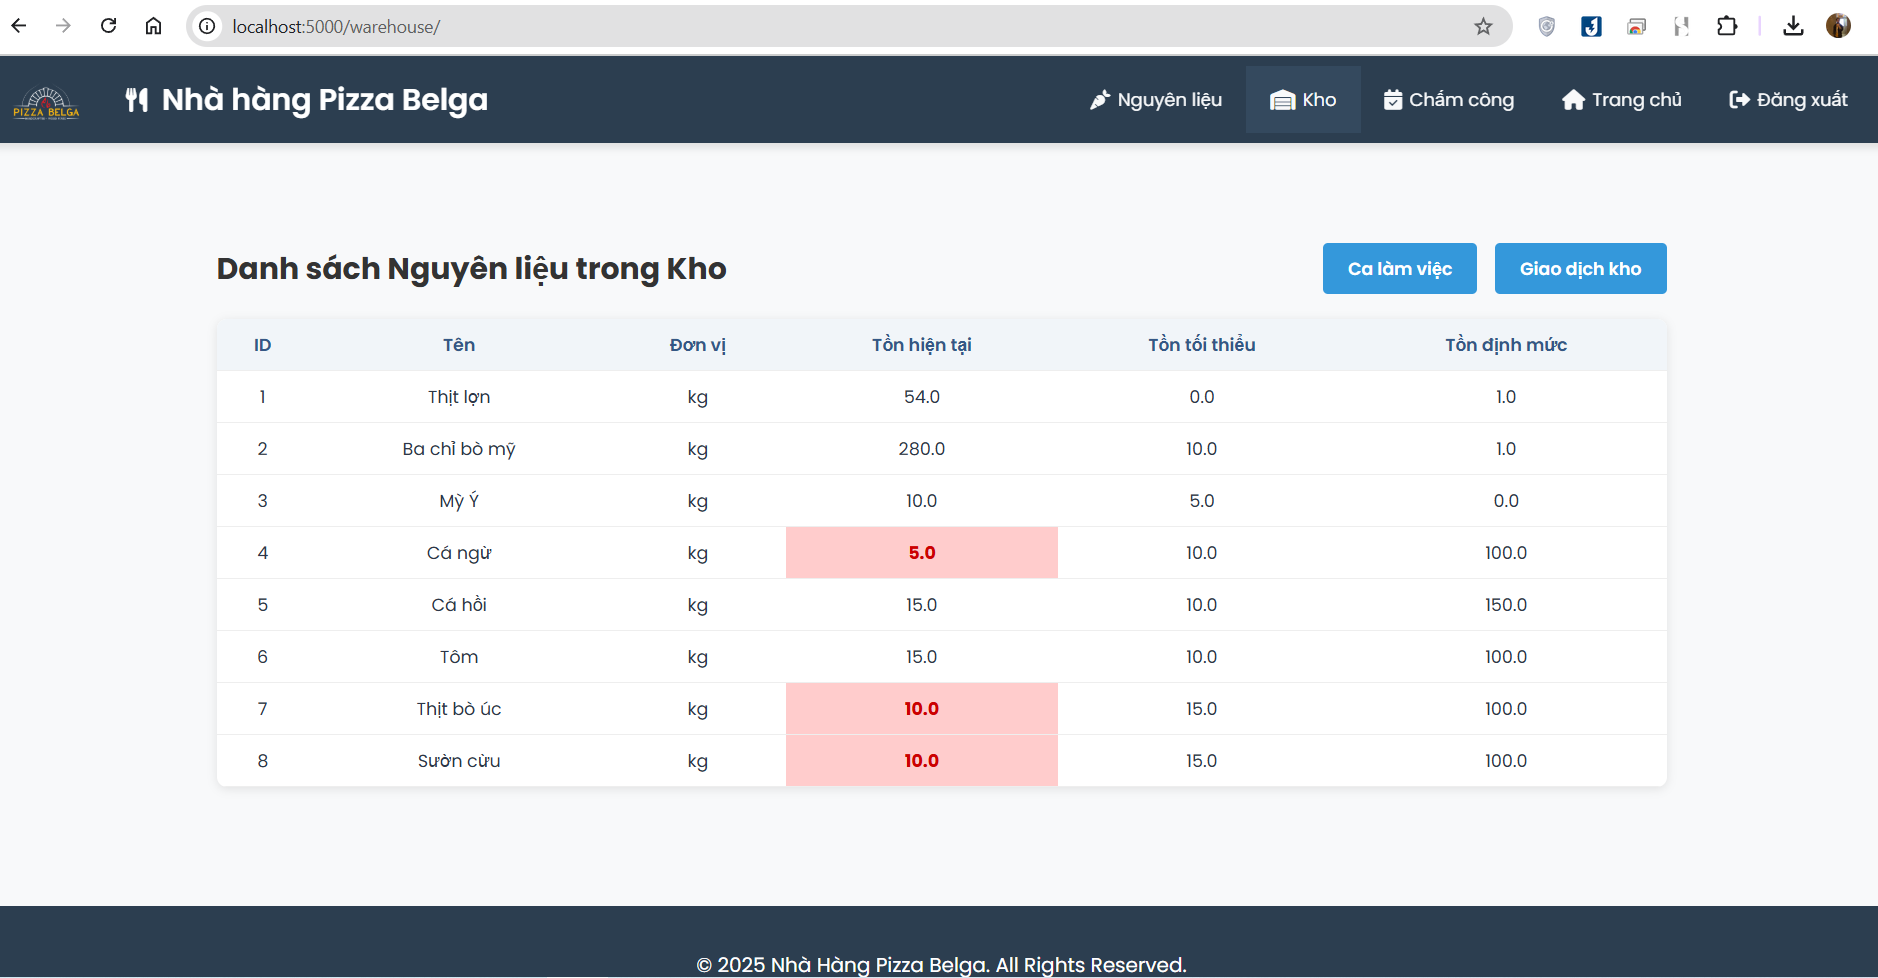 localhost:5000/warehouse/
PIZZA BELGA
Nhà hàng Pizza Belga
Nguyên liệu
Kho
Chấm công
Trang chủ
Đăng xuất
Danh sách Nguyên liệu trong Kho
Ca làm việc
Giao dịch kho
ID Tên Đơn vị Tồn hiện tại Tồn tối thiểu Tồn định mức
1 Thịt lợn kg 54.0 0.0 1.0
2 Ba chỉ bò mỹ kg 280.0 10.0 1.0
3 Mỳ Ý kg 10.0 5.0 0.0
4 Cá ngừ kg 5.0 10.0 100.0
5 Cá hồi kg 15.0 10.0 150.0
6 Tôm kg 15.0 10.0 100.0
7 Thịt bò úc kg 10.0 15.0 100.0
8 Sườn cừu kg 10.0 15.0 100.0
© 2025 Nhà Hàng Pizza Belga. All Rights Reserved.